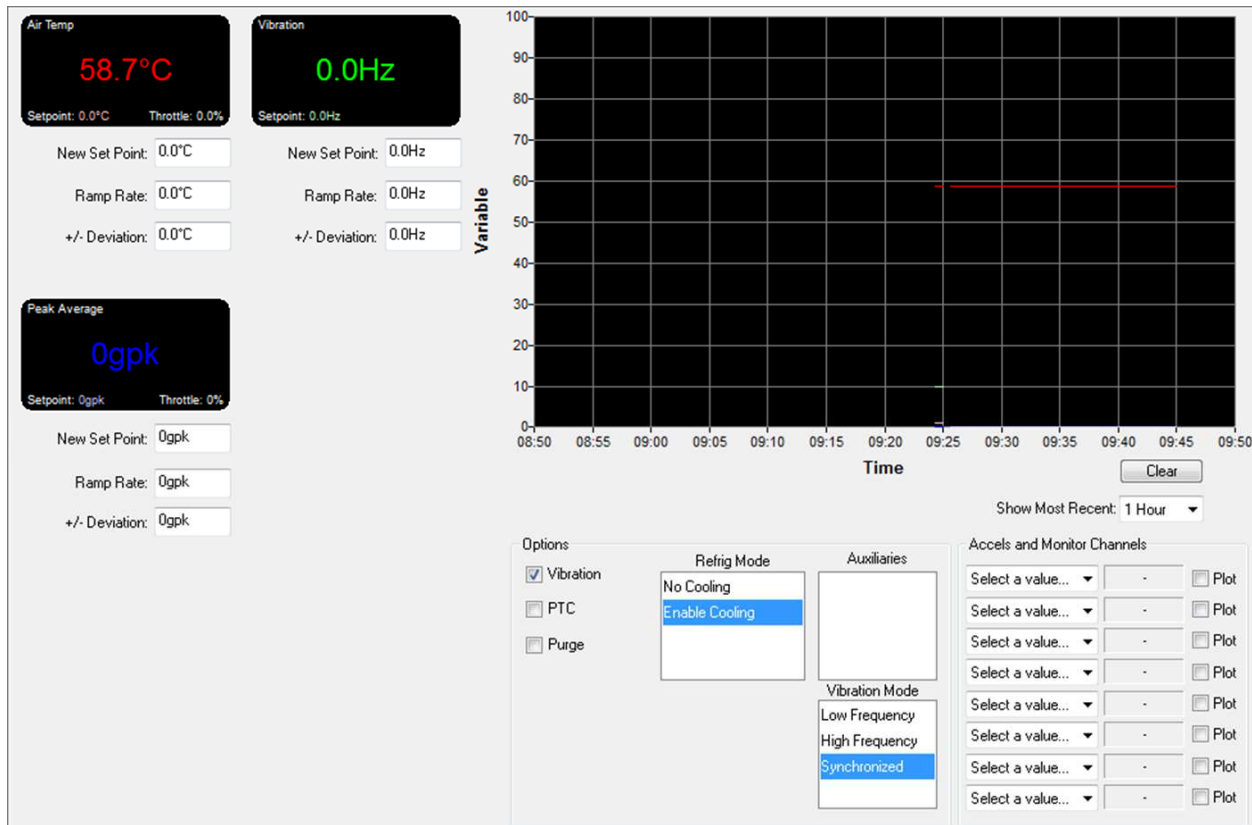 Air Temp
58.7°C
Setpoint: 0.0°C Throttle: 0.0%
New Set Point: 0.0°C
Ramp Rate: 0.0°C
+/- Deviation: 0.0°C
Vibration
0.0Hz
Setpoint: 0.0Hz
New Set Point: 0.0Hz
Ramp Rate: 0.0Hz
+/- Deviation: 0.0Hz
Peak Average
0gpk
Setpoint: 0gpk Throttle: 0%
New Set Point: 0gpk
Ramp Rate: 0gpk
+/- Deviation: 0gpk
Variable
100
90
80
70
60
50
40
30
20
10
0
08:50 08:55 09:00 09:05 09:10 09:15 09:20 09:25 09:30 09:35 09:40 09:45 09:50
Time
Clear
Show Most Recent: 1 Hour
Options
Vibration
PTC
Purge
Refrig Mode
No Cooling
Enable Cooling
Auxiliaries
Vibration Mode
Low Frequency
High Frequency
Synchronized
Accels and Monitor Channels
Select a value... - Plot
Select a value... - Plot
Select a value... - Plot
Select a value... - Plot
Select a value... - Plot
Select a value... - Plot
Select a value... - Plot
Select a value... - Plot